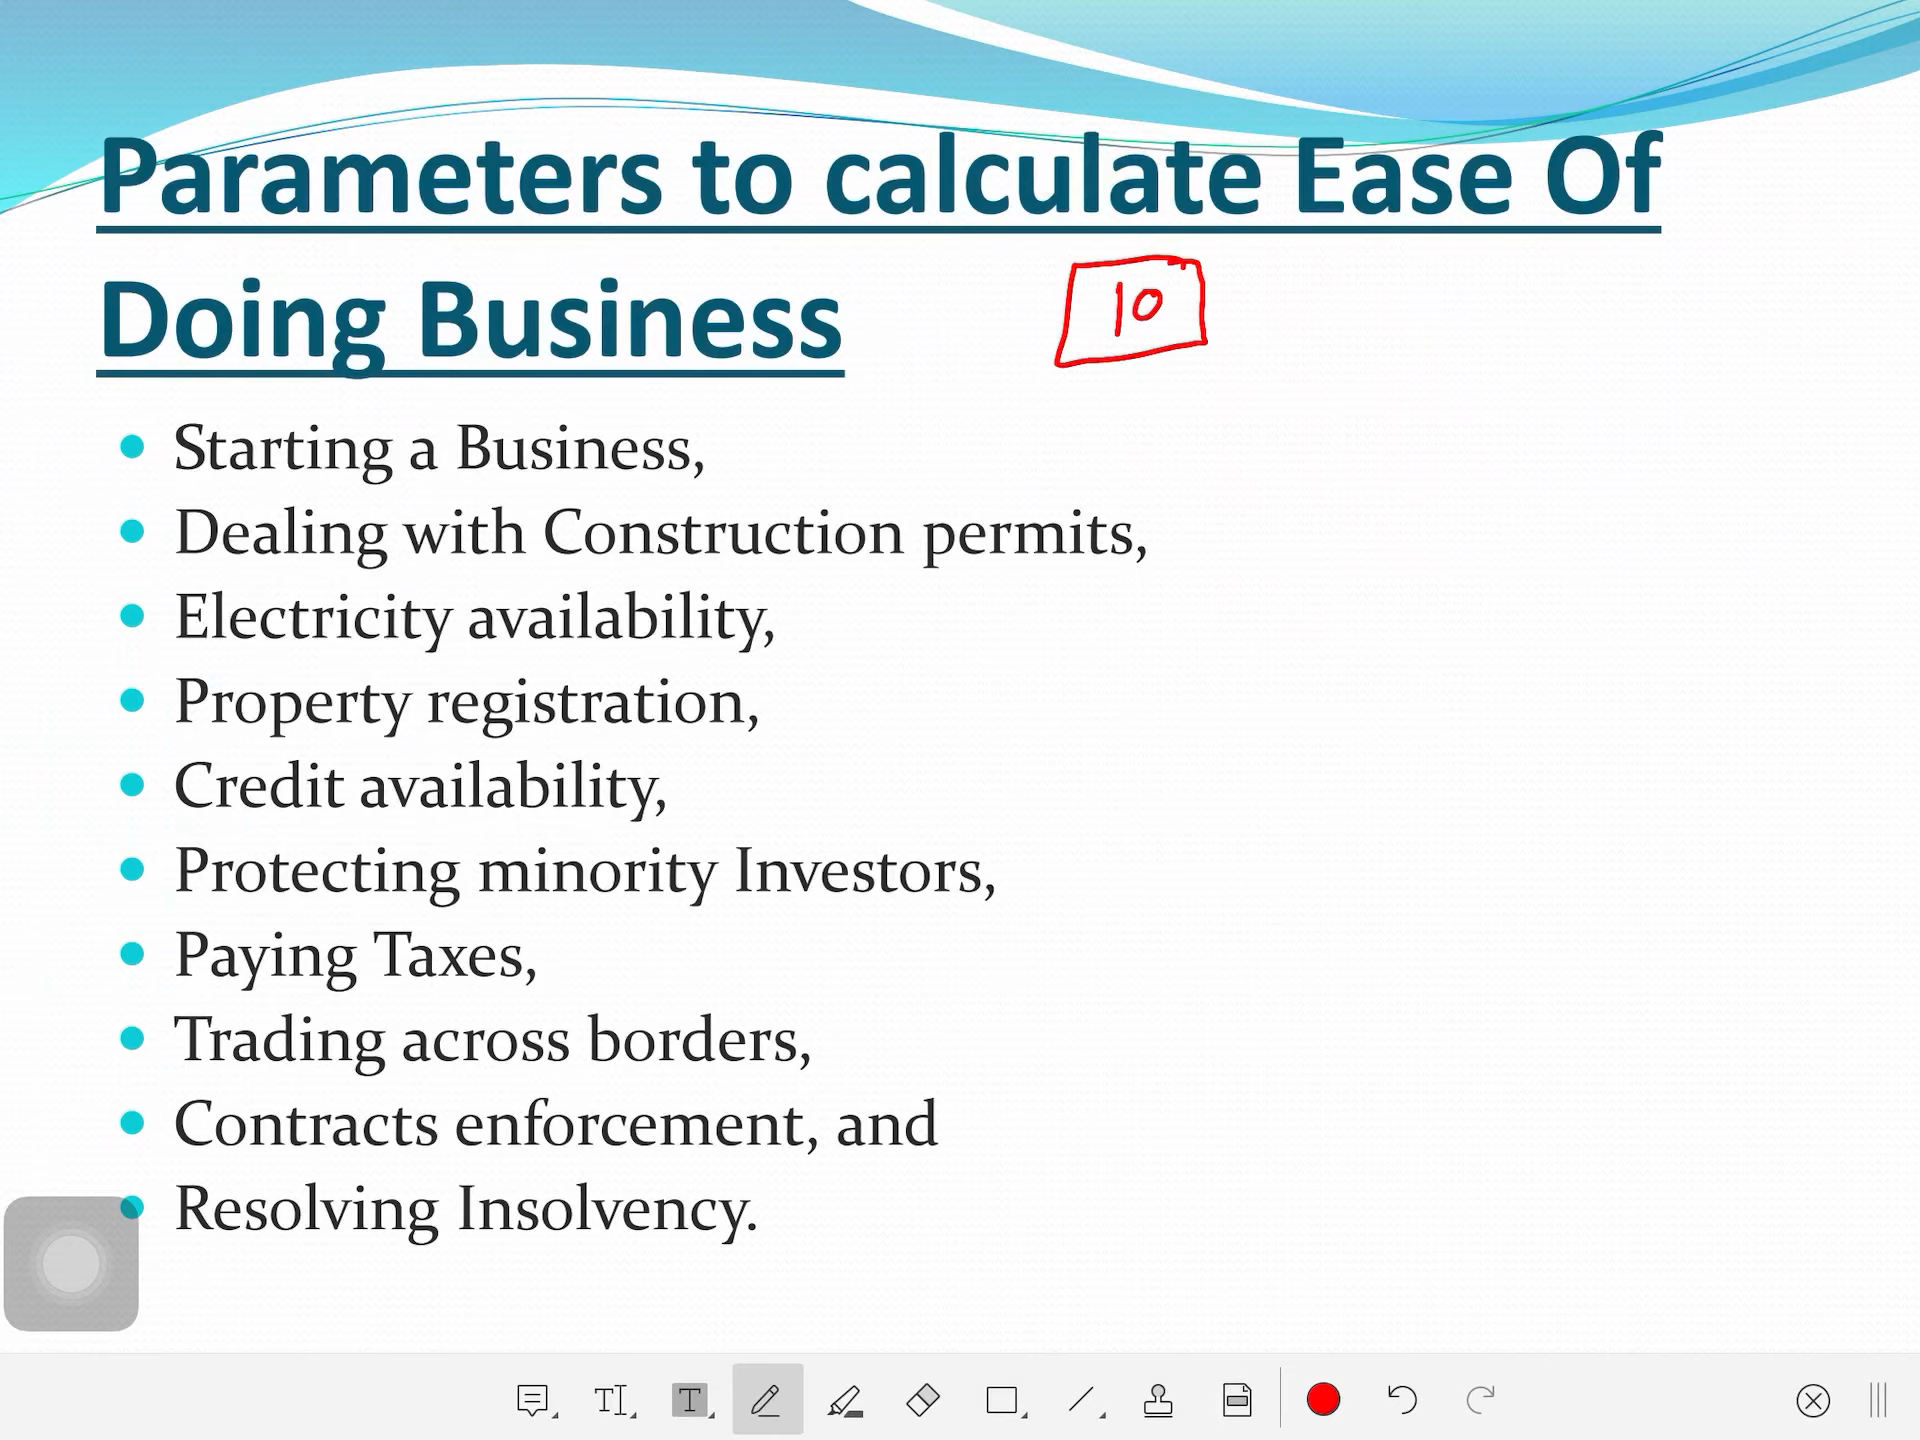 Parameters to calculate Ease Of
Doing Business
10
Starting a Business,
Dealing with Construction permits,
Electricity availability,
Property registration,
Credit availability,
Protecting minority Investors,
Paying Taxes,
Trading across borders,
Contracts enforcement, and
Resolving Insolvency.